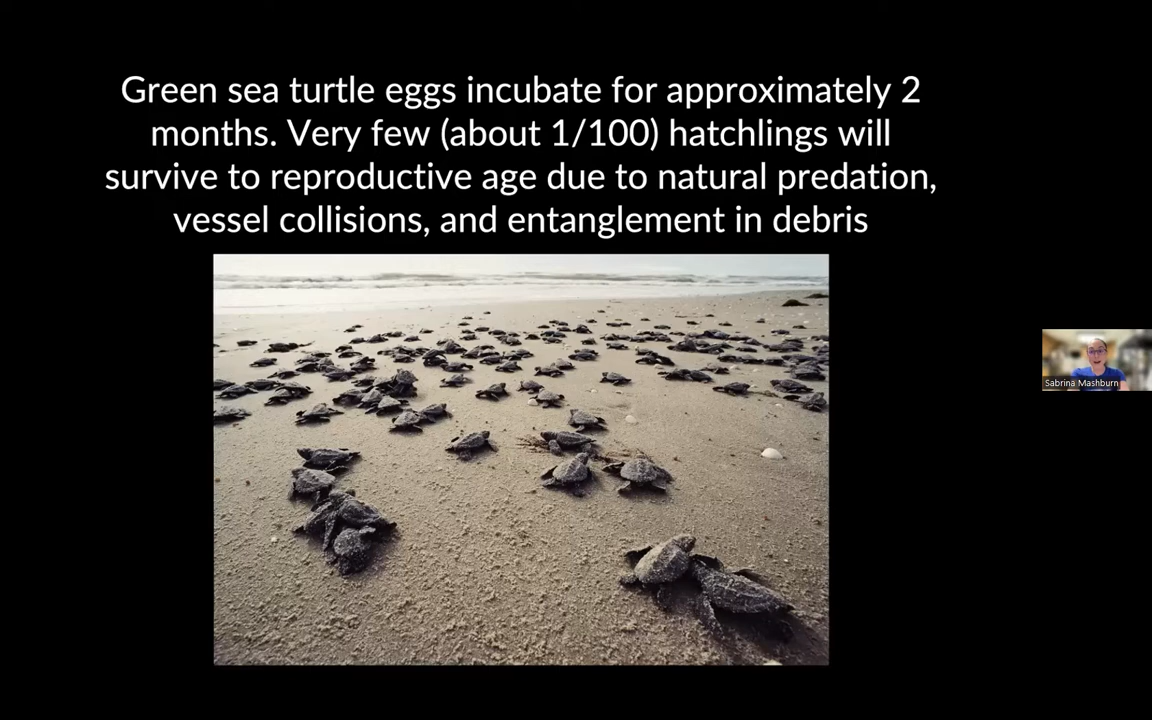 Green sea turtle eggs incubate for approximately 2
months. Very few (about 1/100) hatchlings will
survive to reproductive age due to natural predation,
vessel collisions, and entanglement in debris
Sabrina Mashburn